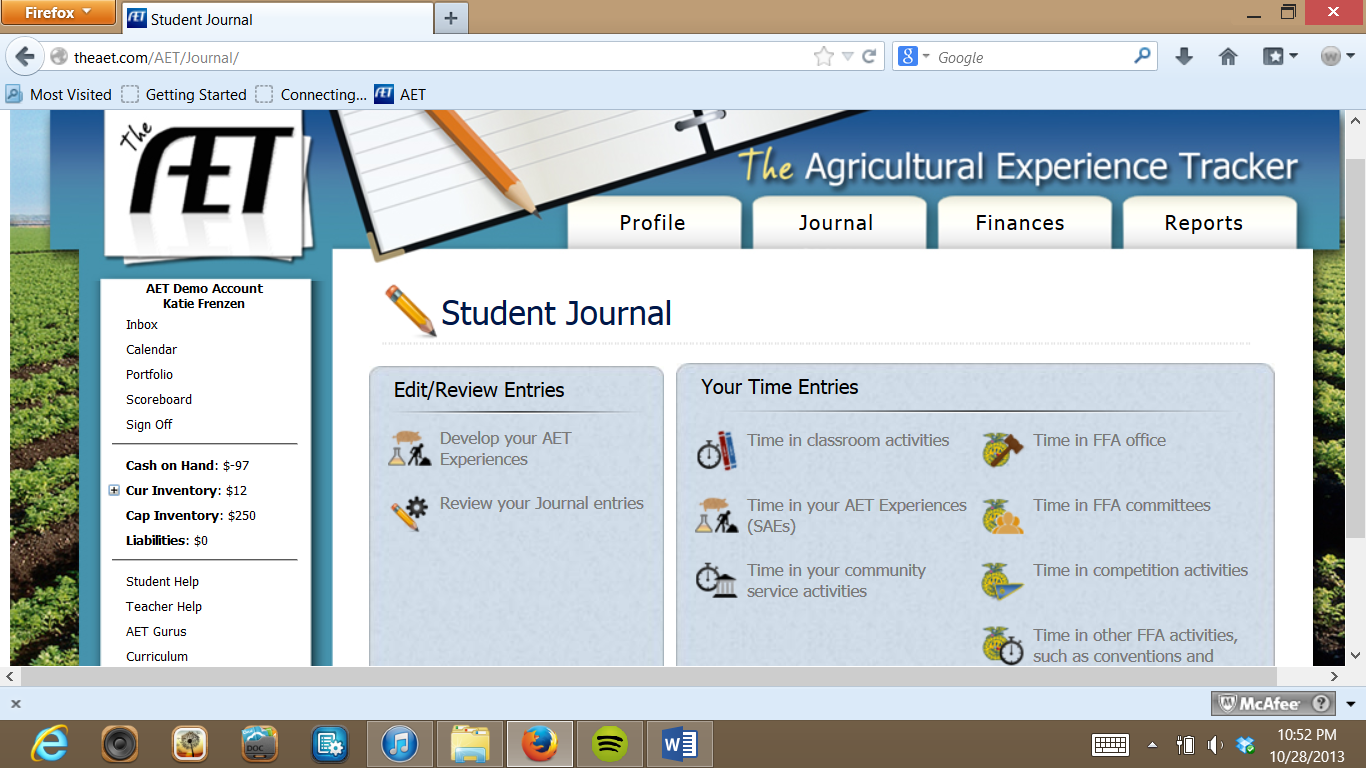 Firefox
Student Journal
theaet.com/AET/Journal/
Google
Most Visited
Getting Started
Connecting...
AET
The AET
The Agricultural Experience Tracker
Profile
Journal
Finances
Reports
AET Demo Account
Katie Frenzen
Inbox
Calendar
Portfolio
Scoreboard
Sign Off
Cash on Hand: $-97
Cur Inventory: $12
Cap Inventory: $250
Liabilities: $0
Student Help
Teacher Help
AET Gurus
Curriculum
Student Journal
Edit/Review Entries
Develop your AET
Experiences
Review your Journal entries
Your Time Entries
Time in classroom activities
Time in your AET Experiences
(SAEs)
Time in your community
service activities
Time in FFA office
Time in FFA committees
Time in competition activities
Time in other FFA activities,
such as conventions and
McAfee
DOC
10:52 PM
10/28/2013